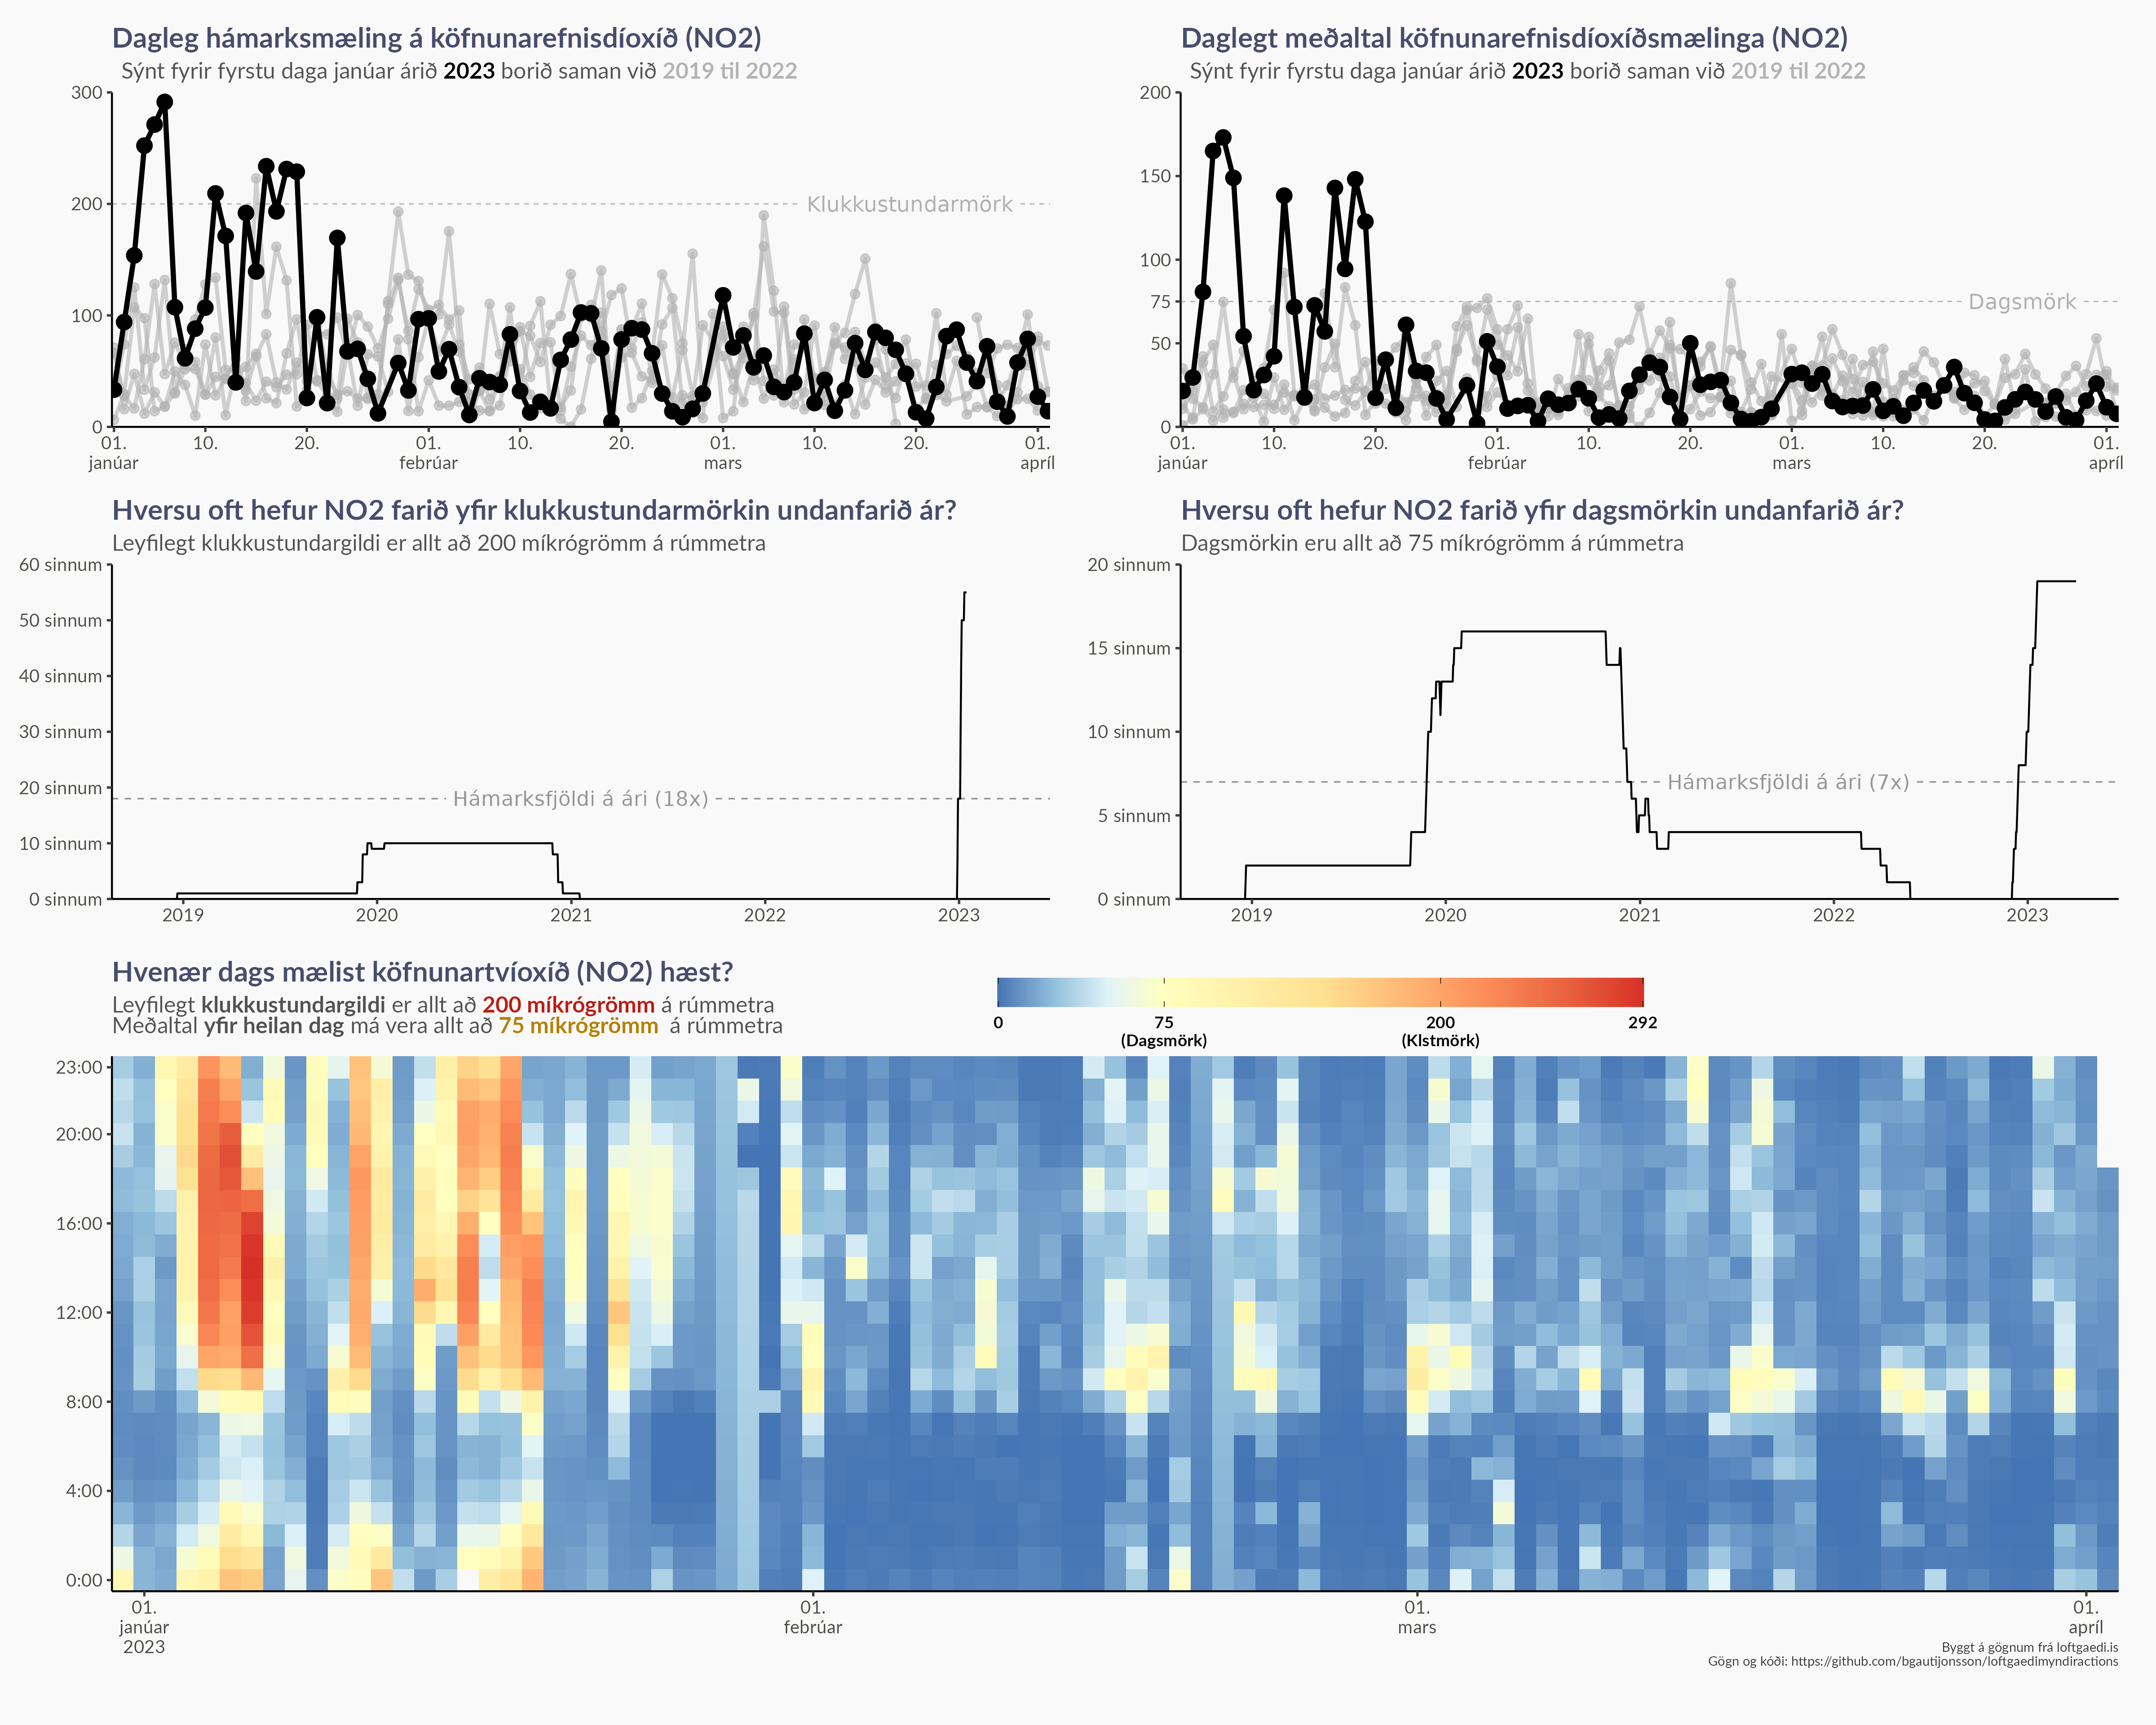 Dagleg hámarksmæling á köfnunarefnisdíoxíð (NO2)
Sýnt fyrir fyrstu daga janúar árið 2023 borið saman við 2019 til 2022
300
200
100
0
Klukkustundarmörk
01. 10. 20. 01. 10. 20. 01. 10. 20. 01.
janúar febrúar mars apríl
Daglegt meðaltal köfnunarefnisdíoxíðsmælinga (NO2)
Sýnt fyrir fyrstu daga janúar árið 2023 borið saman við 2019 til 2022
200
150
100
75
50
0
Dagsmörk
01. 10. 20. 01. 10. 20. 01. 10. 20. 01.
janúar febrúar mars apríl
Hversu oft hefur NO2 farið yfir klukkustundarmörkin undanfarið ár?
Leyfilegt klukkustundargildi er allt að 200 míkrógrömm á rúmmetra
60 sinnum
50 sinnum
40 sinnum
30 sinnum
20 sinnum
10 sinnum
0 sinnum
Hámarksfjöldi á ári (18x)
2019 2020 2021 2022 2023
Hversu oft hefur NO2 farið yfir dagsmörkin undanfarið ár?
Dagsmörkin eru allt að 75 míkrógrömm á rúmmetra
20 sinnum
15 sinnum
10 sinnum
5 sinnum
0 sinnum
Hámarksfjöldi á ári (7x)
2019 2020 2021 2022 2023
Hvenær dags mælist köfnunartvíoxíð (NO2) hæst?
Leyfilegt klukkustundargildi er allt að 200 míkrógrömm á rúmmetra
Meðaltal yfir heilan dag má vera allt að 75 míkrógrömm á rúmmetra
0 75 200 292
(Dagsmörk) (Klstmörk)
23:00
20:00
16:00
12:00
8:00
4:00
0:00
01. 01. 01. 01.
janúar febrúar mars apríl
2023
Byggt á gögnum frá loftgaedi.is
Gögn og kóði: https://github.com/bgautijonsson/loftgaedimyndiractions